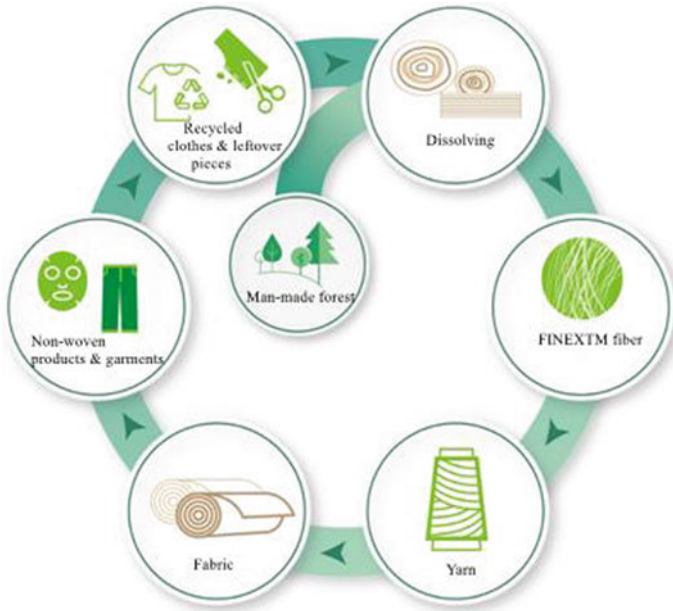 Recycled
clothes & leftover
pieces
Dissolving
Man-made forest
Non-woven
products & garments
FINEXTM fiber
Fabric
Yarn